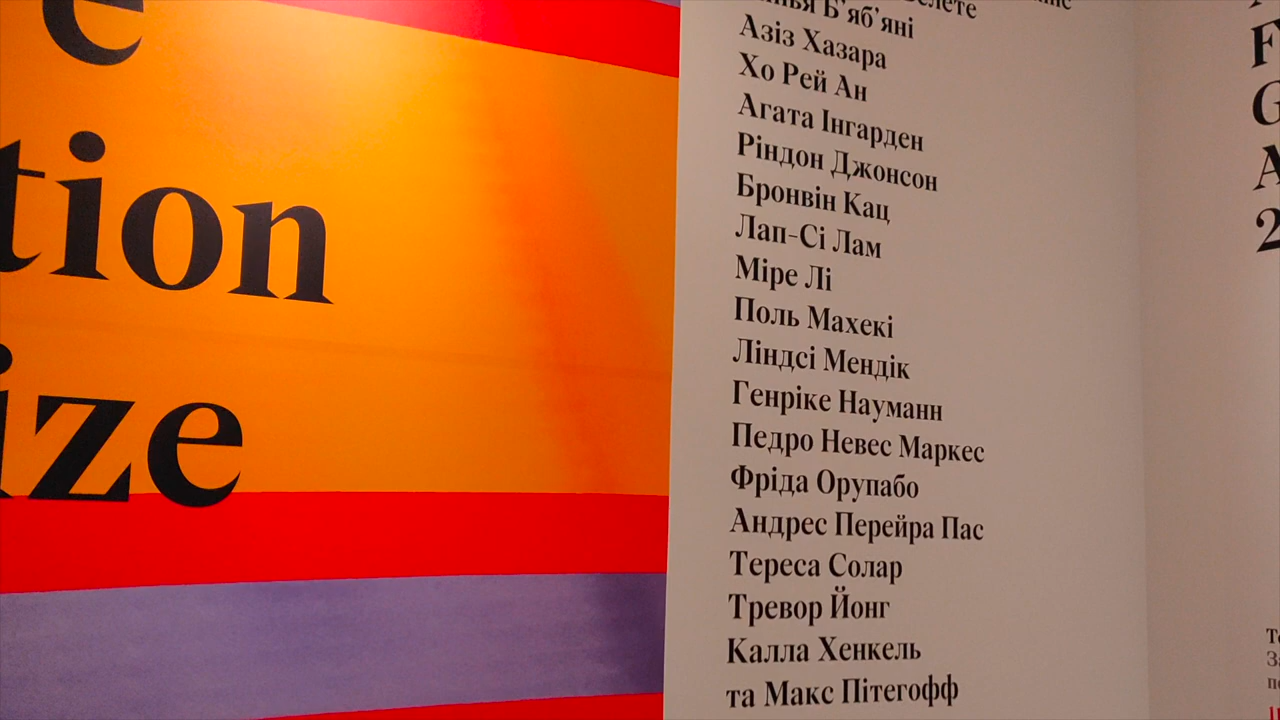 e
tion
ize
Б'яб'яні
Азіз Хазара
Хо Рей Ан
Агата Інгарден
Ріндон Джонсон
Бронвін Кац
Лап-Сі Лам
Міре Лі
Поль Махекі
Ліндсі Мендік
Генріке Науманн
Педро Невес Маркес
Фріда Орупабо
Андрес Перейра Пас
Тереса Солар
Тревор Йонг
Калла Хенкель
та Макс Пітегофф
F
G
A
2